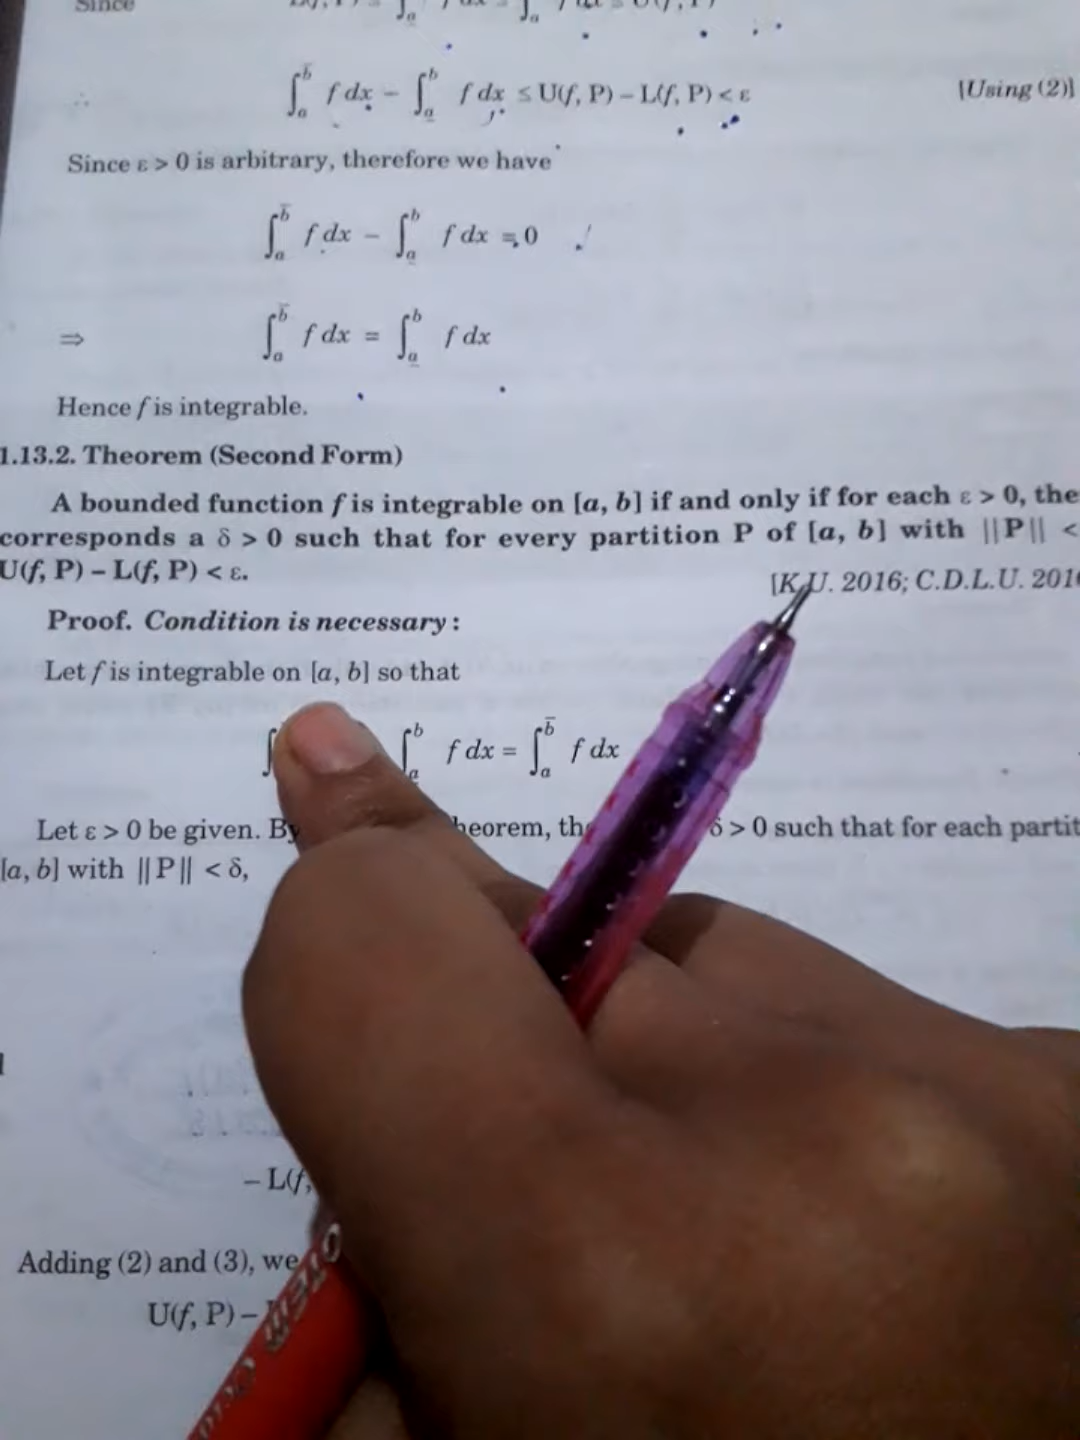 Since
∴ ∫_a^b̄ f dx − ∫_a̲^b f dx ≤ U(f, P) − L(f, P) < ε [Using (2)]
Since ε > 0 is arbitrary, therefore we have
∫_a^b̄ f dx − ∫_a̲^b f dx = 0
⇒ ∫_a^b̄ f dx = ∫_a̲^b f dx
Hence f is integrable.
1.13.2. Theorem (Second Form)
A bounded function f is integrable on [a, b] if and only if for each ε > 0, the
corresponds a δ > 0 such that for every partition P of [a, b] with ||P|| <
U(f, P) − L(f, P) < ε.
[K.U. 2016; C.D.L.U. 201
Proof. Condition is necessary :
Let f is integrable on [a, b] so that
∫ ∫_a^b f dx = ∫_a^b̄ f dx
Let ε > 0 be given. By heorem, th δ > 0 such that for each partit
[a, b] with ||P|| < δ,
− L(f,
Adding (2) and (3), we
U(f, P) −